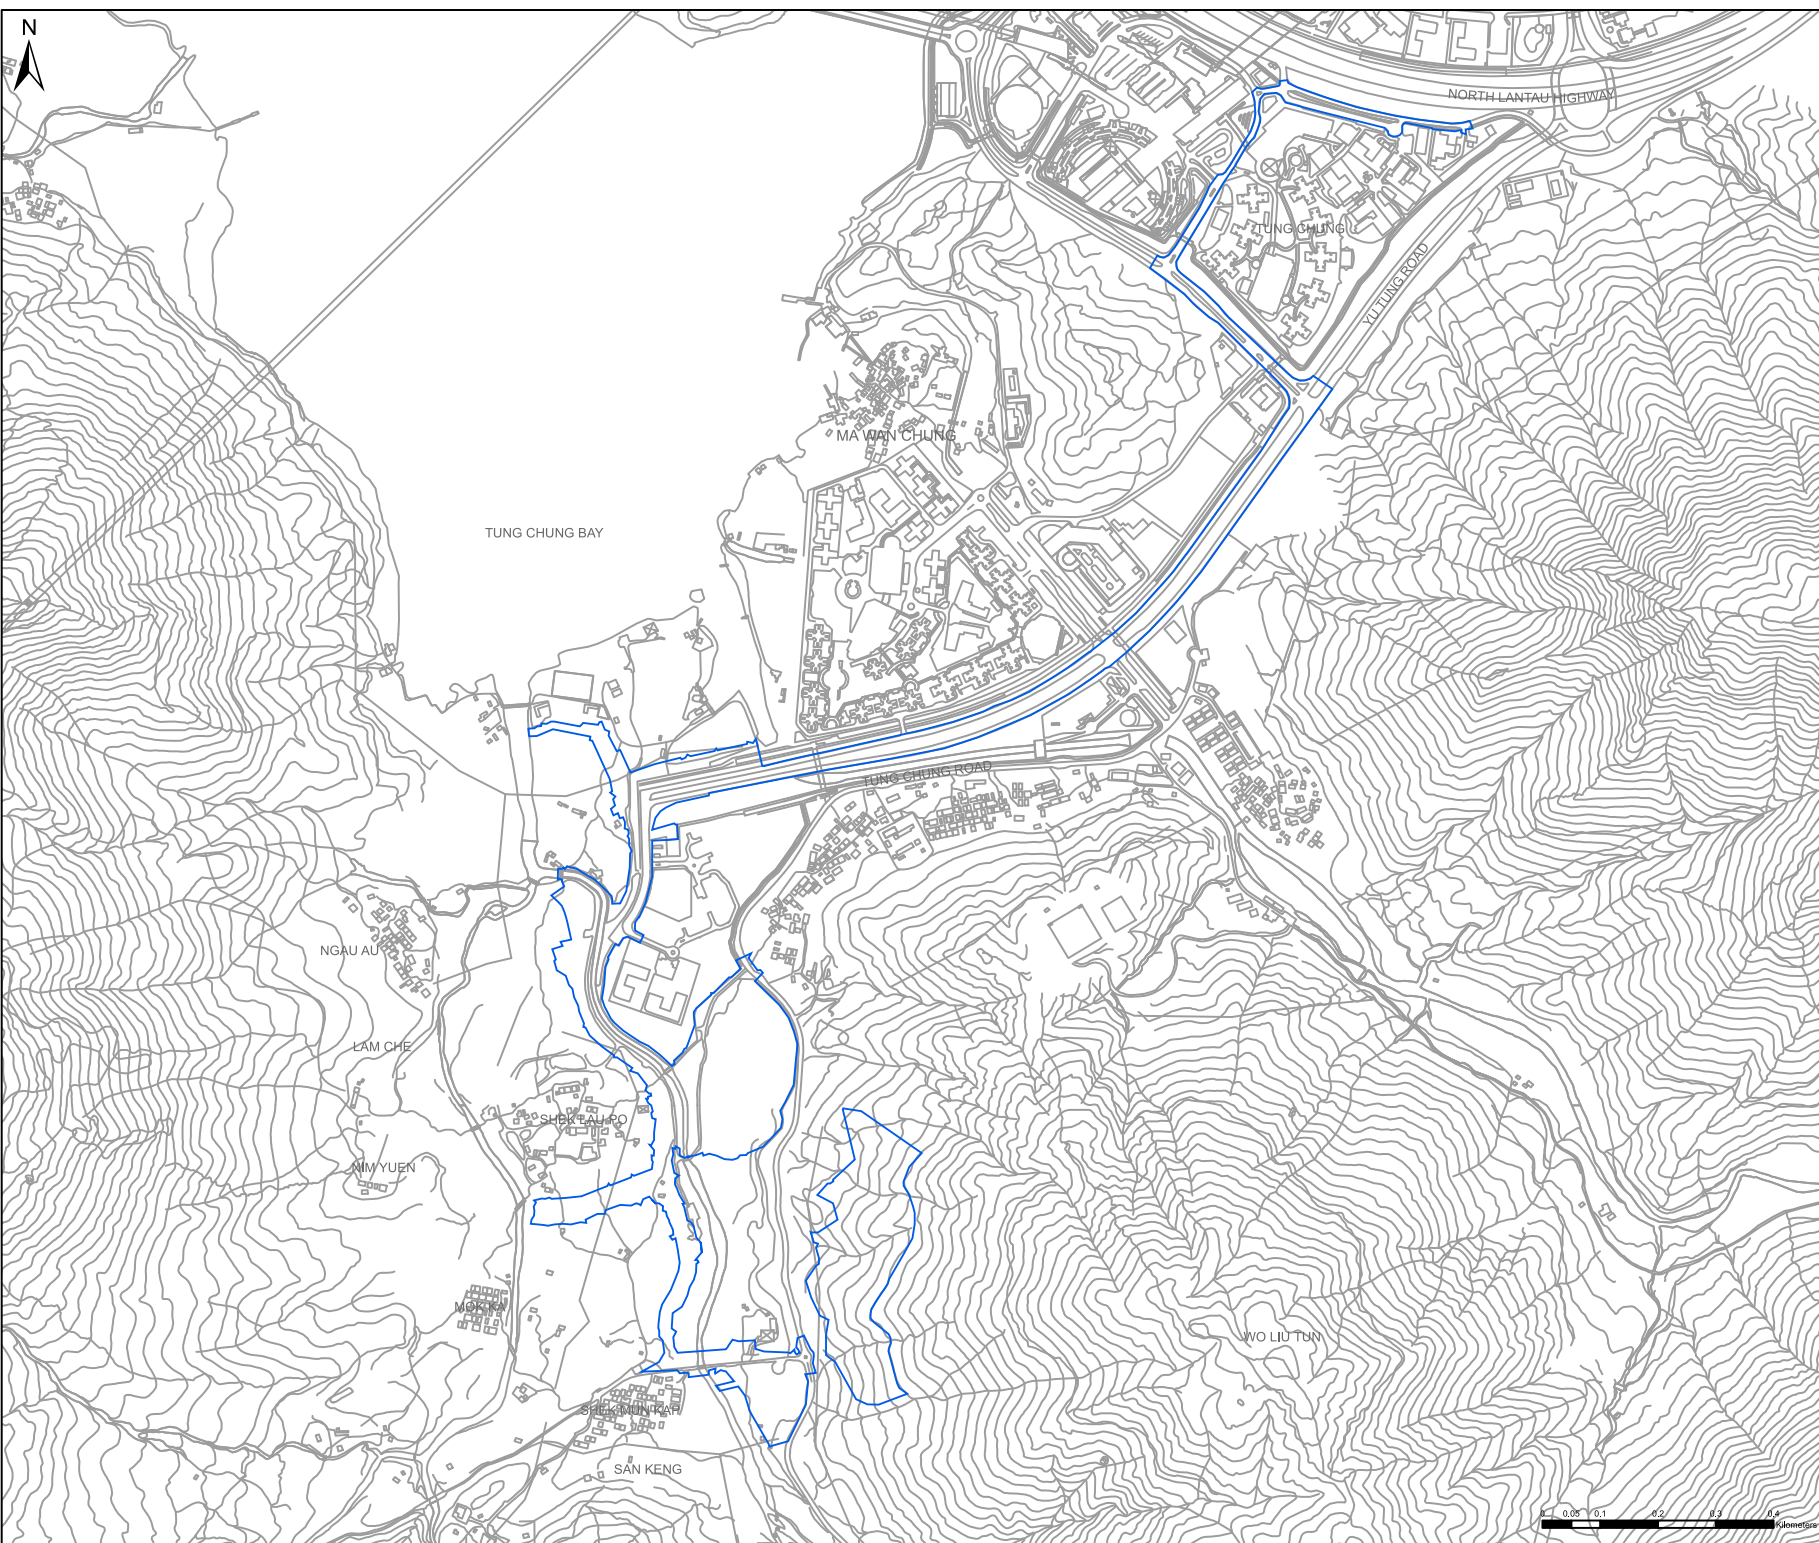 N
NORTH LANTAU HIGHWAY
TUNG CHUNG
YU TUNG ROAD
MA WAN CHUNG
TUNG CHUNG BAY
TUNG CHUNG ROAD
NGAU AU
LAM CHE
SHEK LAU PO
NIM YUEN
MOK KA
WO LIU TUN
SHEK MUN KAP
SAN KENG
0 0.05 0.1 0.2 0.3 0.4
Kilometers